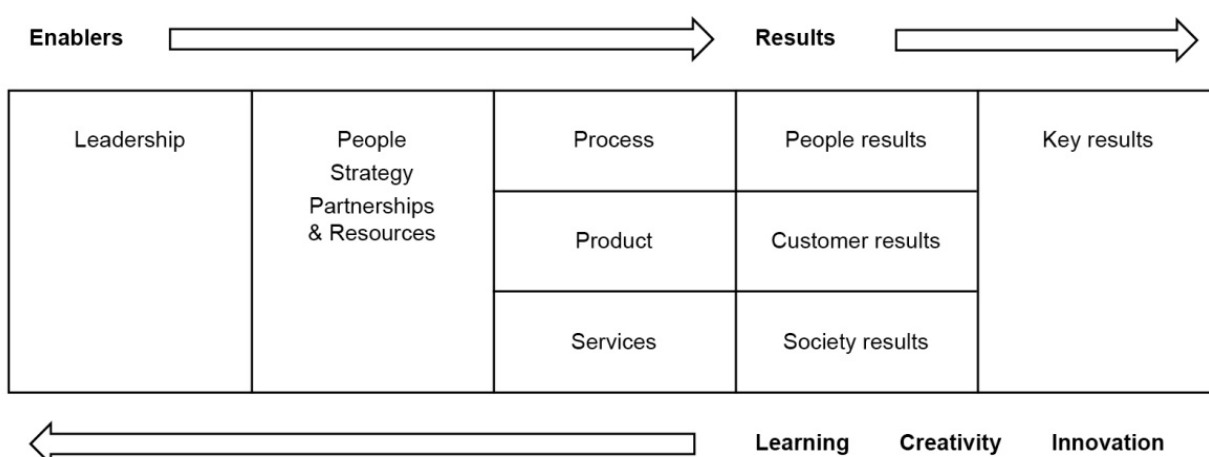 Enablers
Results
Leadership
People
Strategy
Partnerships
& Resources
Process
Product
Services
People results
Customer results
Society results
Key results
Learning
Creativity
Innovation